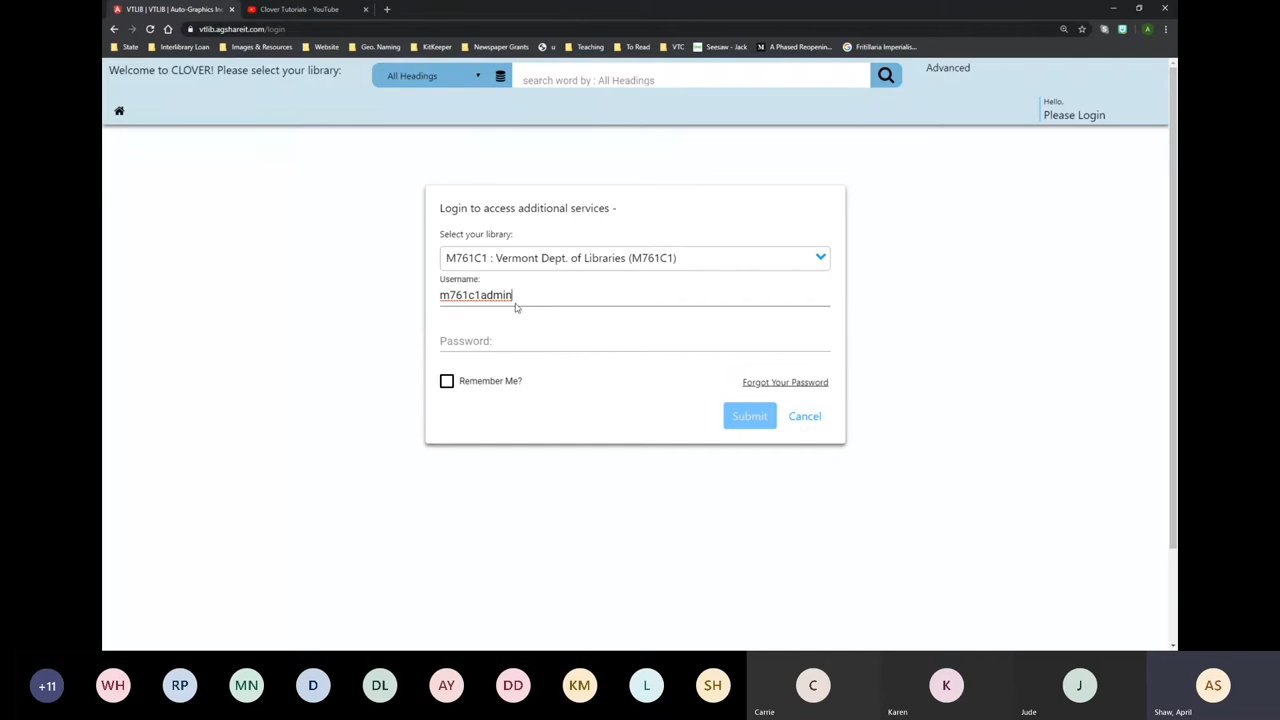 VTLIB | VTLIB | Auto-Graphics In
Clover Tutorials - YouTube
vtlib.agshareit.com/login
A
State
Interlibrary Loan
Images & Resources
Website
Geo. Naming
KitKeeper
Newspaper Grants
u
Teaching
To Read
VTC
Seesaw - Jack
A Phased Reopenin...
Fritillaria Imperialis...
Welcome to CLOVER! Please select your library:
All Headings
search word by : All Headings
Advanced
Hello,
Please Login
Login to access additional services -
Select your library:
M761C1 : Vermont Dept. of Libraries (M761C1)
Username:
m761c1admin
Password:
Remember Me?
Forgot Your Password
Submit
Cancel
+11
WH
RP
MN
D
DL
AY
DD
KM
L
SH
C
Carrie
K
Karen
J
Jude
AS
Shaw, April